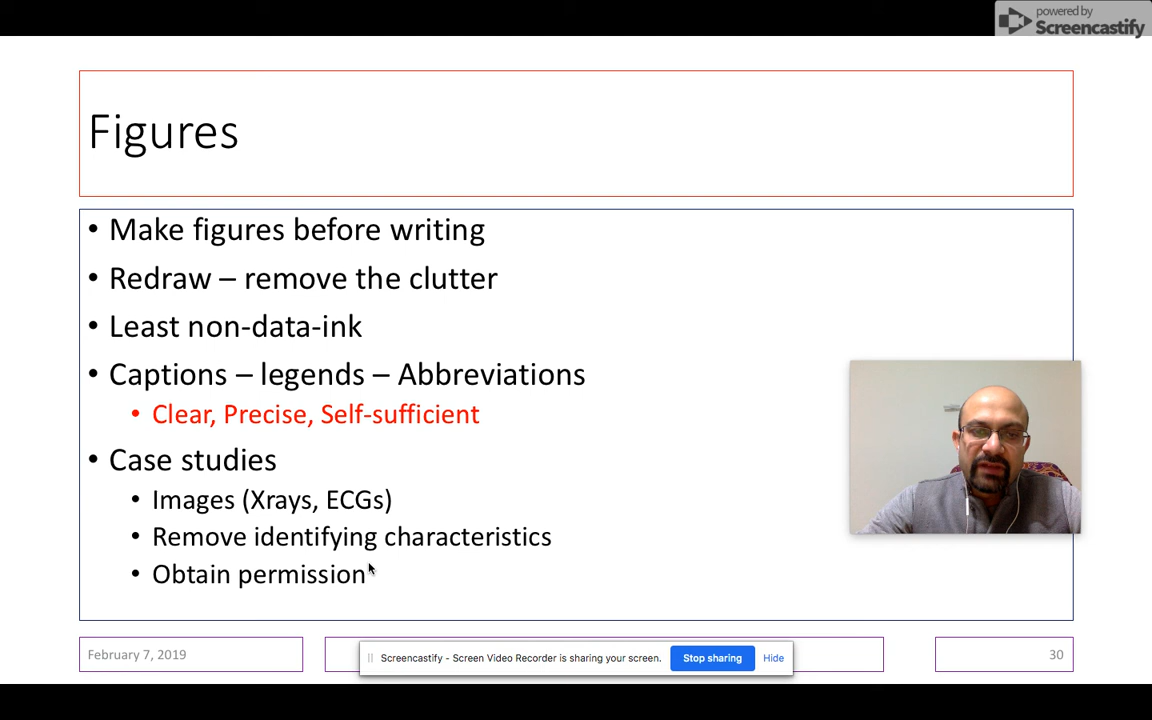 powered by
Screencastify
Figures
• Make figures before writing
• Redraw – remove the clutter
• Least non-data-ink
• Captions – legends – Abbreviations
• Clear, Precise, Self-sufficient
• Case studies
• Images (Xrays, ECGs)
• Remove identifying characteristics
• Obtain permission
February 7, 2019
Screencastify - Screen Video Recorder is sharing your screen. Stop sharing Hide
30